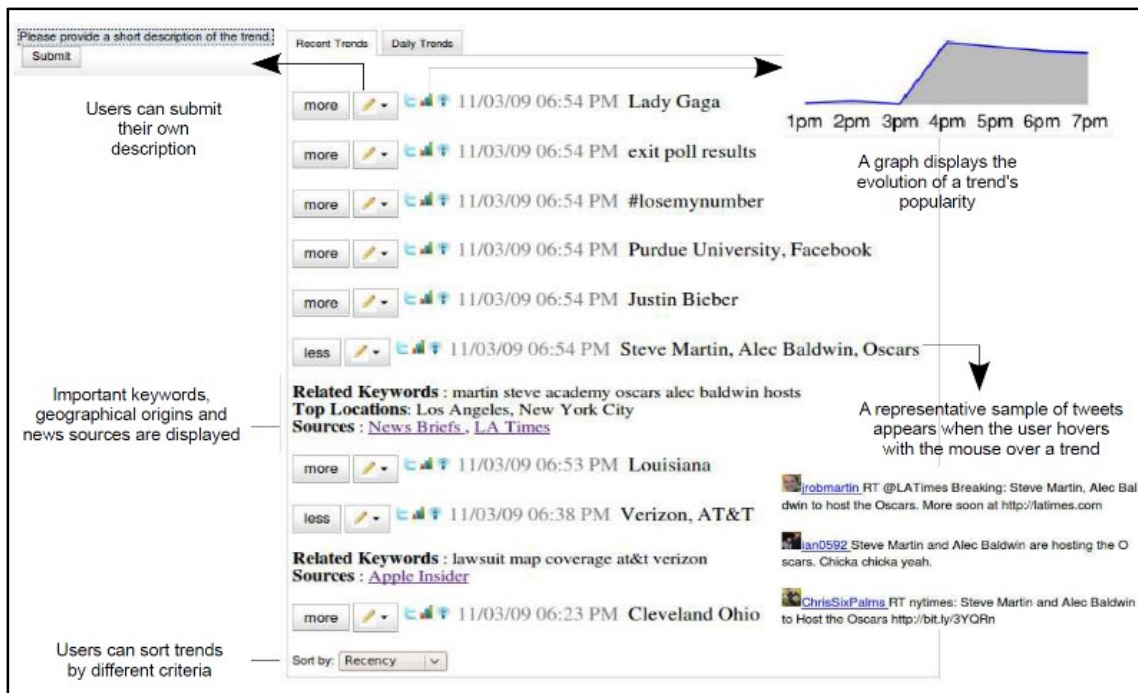 Please provide a short description of the trend.
Submit
Users can submit
their own
description
Recent Trends
Daily Trends
more 11/03/09 06:54 PM Lady Gaga
more 11/03/09 06:54 PM exit poll results
more 11/03/09 06:54 PM #losemynumber
more 11/03/09 06:54 PM Purdue University, Facebook
more 11/03/09 06:54 PM Justin Bieber
less 11/03/09 06:54 PM Steve Martin, Alec Baldwin, Oscars
Related Keywords : martin steve academy oscars alec baldwin hosts
Top Locations: Los Angeles, New York City
Sources : News Briefs , LA Times
more 11/03/09 06:53 PM Louisiana
less 11/03/09 06:38 PM Verizon, AT&T
Related Keywords : lawsuit map coverage at&t verizon
Sources : Apple Insider
more 11/03/09 06:23 PM Cleveland Ohio
Sort by: Recency
Important keywords,
geographical origins and
news sources are displayed
Users can sort trends
by different criteria
1pm 2pm 3pm 4pm 5pm 6pm 7pm
A graph displays the
evolution of a trend's
popularity
A representative sample of tweets
appears when the user hovers
with the mouse over a trend
jrobmartin RT @LATimes Breaking: Steve Martin, Alec Bal
dwin to host the Oscars. More soon at http://latimes.com
ian0592 Steve Martin and Alec Baldwin are hosting the O
scars. Chicka chicka yeah.
ChrisSixPalms RT nytimes: Steve Martin and Alec Baldwin
to Host the Oscars http://bit.ly/3YQRn